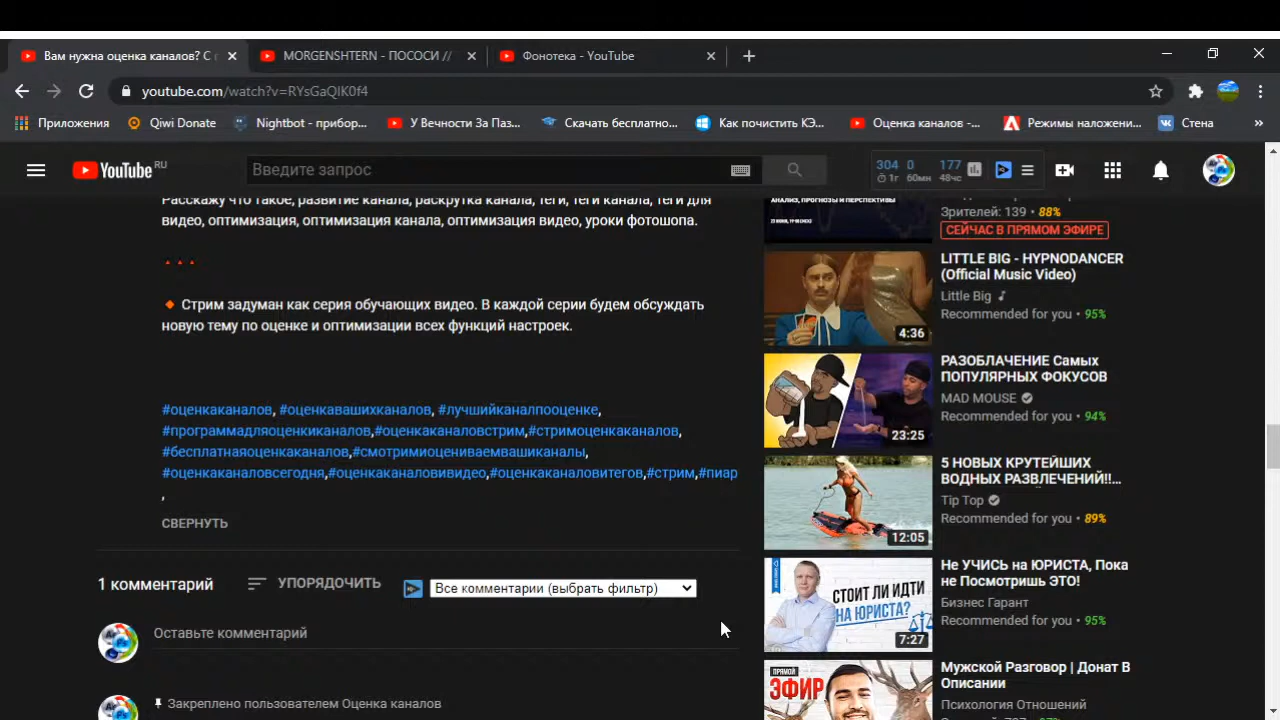 Вам нужна оценка каналов? С п
MORGENSHTERN - ПОСОСИ //
Фонотека - YouTube
youtube.com/watch?v=RYsGaQIK0f4
Приложения
Qiwi Donate
Nightbot - прибор...
У Вечности За Паз...
Скачать бесплатно...
Как почистить КЭ...
Оценка каналов -...
Режимы наложени...
Стена
»
YouTube RU
Введите запрос
304 0 177
1г 60мн 48чс
Расскажу что такое, развитие канала, раскрутка канала, теги, теги канала, теги для
видео, оптимизация, оптимизация канала, оптимизация видео, уроки фотошопа.
Стрим задуман как серия обучающих видео. В каждой серии будем обсуждать
новую тему по оценке и оптимизации всех функций настроек.
#оценкаканалов, #оценкавашихканалов, #лучшийканалпооценке,
#программадляоценкиканалов,#оценкаканаловстрим,#стримоценкаканалов,
#бесплатнаяоценкаканалов,#смотримиоцениваемвашиканалы,
#оценкаканаловсегодня,#оценкаканаловивидео,#оценкаканаловитегов,#стрим,#пиар
,
СВЕРНУТЬ
1 комментарий
УПОРЯДОЧИТЬ
Все комментарии (выбрать фильтр)
Оставьте комментарий
Закреплено пользователем Оценка каналов
АНАЛИЗ, ПРОГНОЗЫ И ПЕРСПЕКТИВЫ
Зрителей: 139 • 88%
СЕЙЧАС В ПРЯМОМ ЭФИРЕ
4:36
LITTLE BIG - HYPNODANCER
(Official Music Video)
Little Big
Recommended for you • 95%
23:25
РАЗОБЛАЧЕНИЕ Самых
ПОПУЛЯРНЫХ ФОКУСОВ
MAD MOUSE
Recommended for you • 94%
12:05
5 НОВЫХ КРУТЕЙШИХ
ВОДНЫХ РАЗВЛЕЧЕНИЙ!!...
Tip Top
Recommended for you • 89%
СТОИТ ЛИ ИДТИ
НА ЮРИСТА?
7:27
Не УЧИСЬ на ЮРИСТА, Пока
не Посмотришь ЭТО!
Бизнес Гарант
Recommended for you • 95%
ПРЯМОЙ
ЭФИР
Мужской Разговор | Донат В
Описании
Психология Отношений